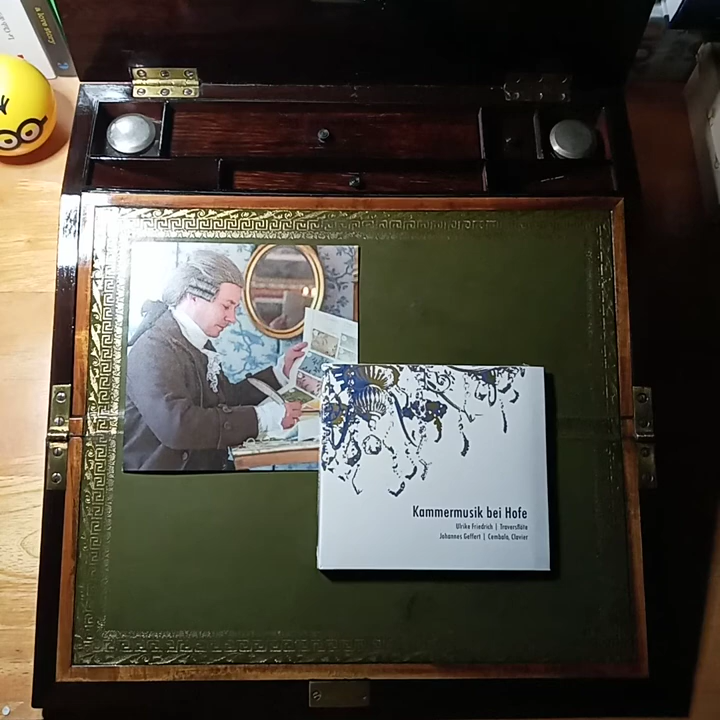 Kammermusik bei Hofe
Ulrike Friedrich | Traversflöte
Johannes Geffert | Cembalo, Clavier